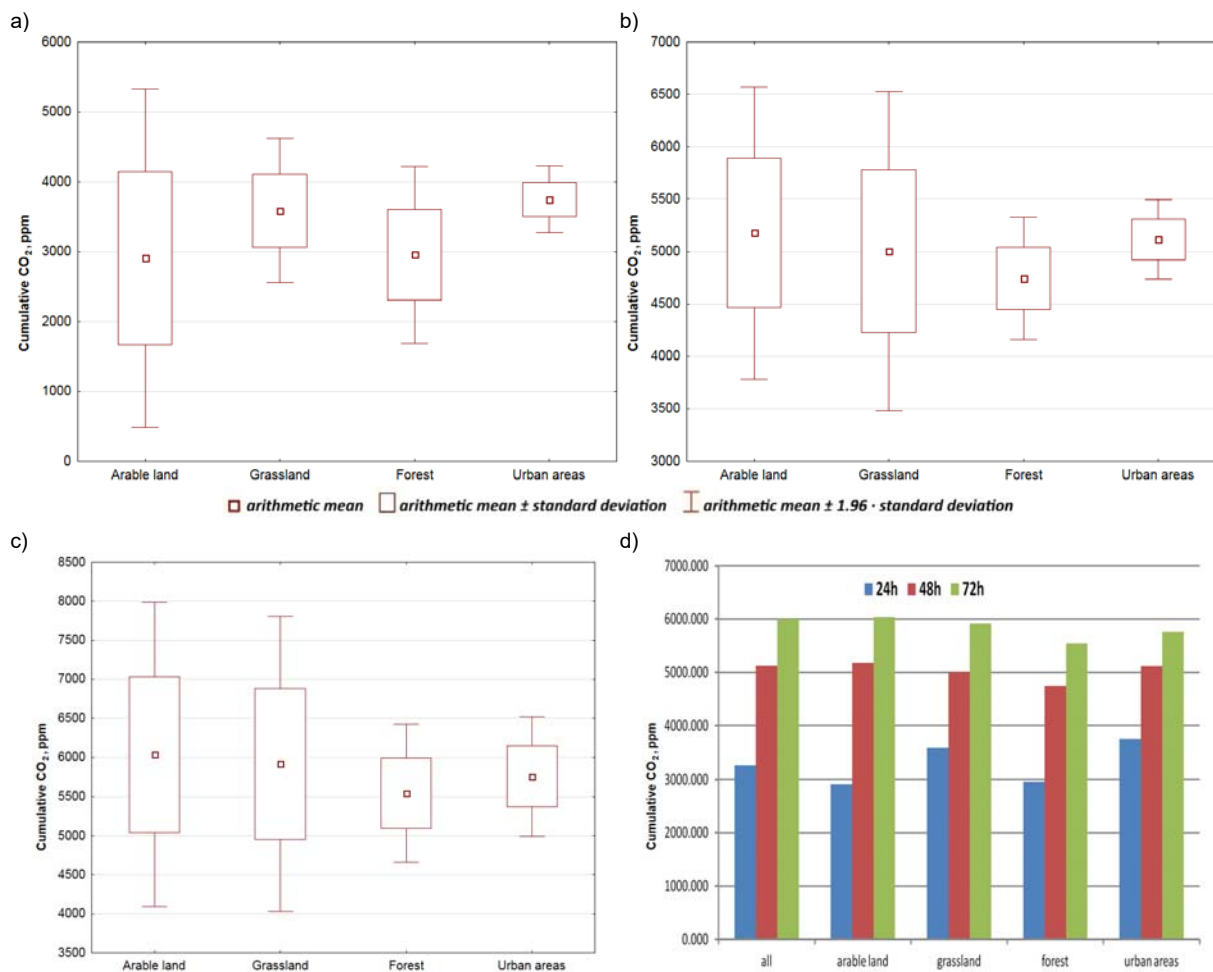 a)
6000
5000
4000
3000
2000
1000
0
Cumulative CO₂, ppm
Arable land Grassland Forest Urban areas
b)
7000
6500
6000
5500
5000
4500
4000
3500
3000
Cumulative CO₂, ppm
Arable land Grassland Forest Urban areas
arithmetic mean arithmetic mean ± standard deviation arithmetic mean ± 1.96 · standard deviation
c)
8500
8000
7500
7000
6500
6000
5500
5000
4500
4000
3500
Cumulative CO₂, ppm
Arable land Grassland Forest Urban areas
d)
7000.000
6000.000
5000.000
4000.000
3000.000
2000.000
1000.000
0.000
Cumulative CO₂, ppm
24h 48h 72h
all arable land grassland forest urban areas